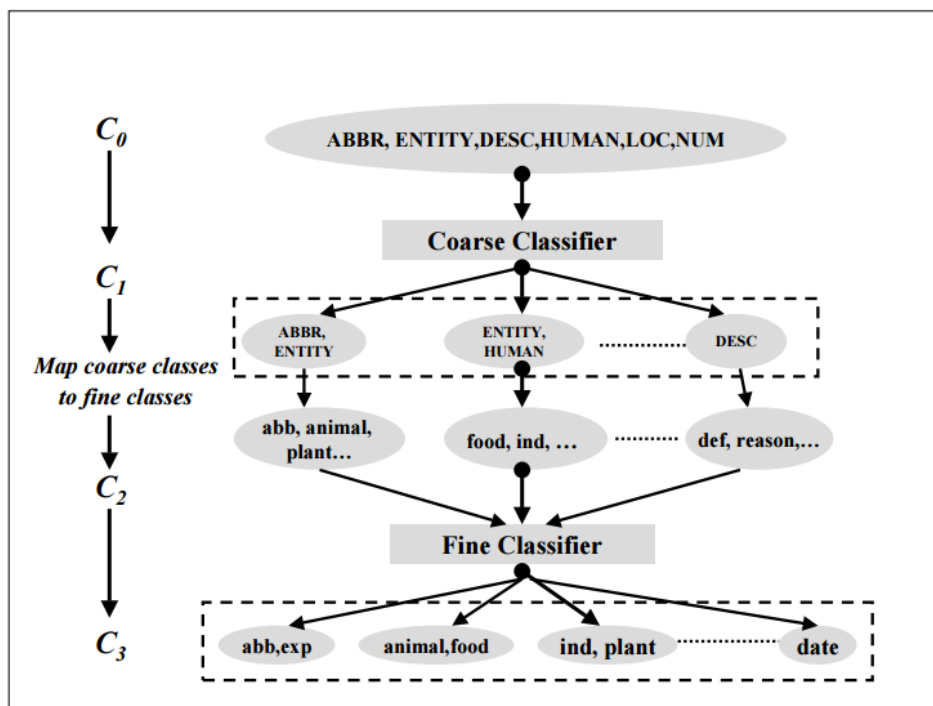 C0
ABBR, ENTITY,DESC,HUMAN,LOC,NUM
Coarse Classifier
C1
ABBR,
ENTITY
ENTITY,
HUMAN
DESC
Map coarse classes
to fine classes
abb, animal,
plant…
food, ind, …
def, reason,…
C2
Fine Classifier
C3
abb,exp
animal,food
ind, plant
date